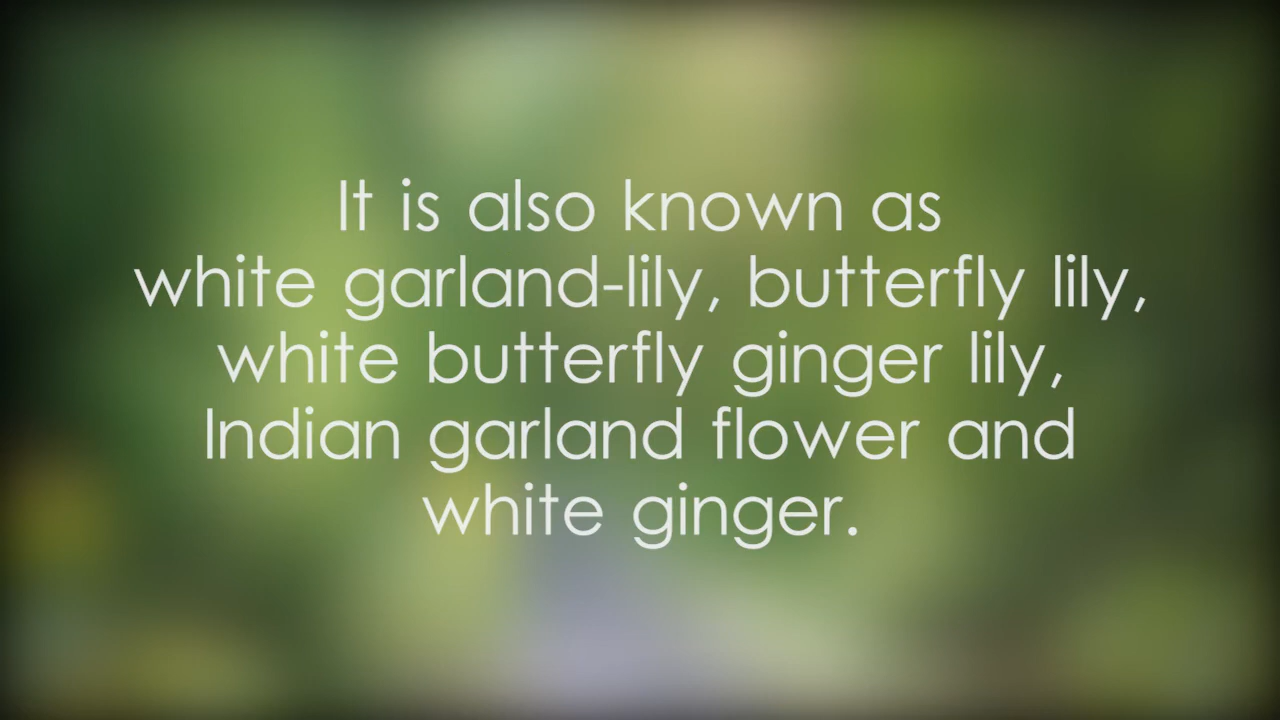 It is also known as
white garland-lily, butterfly lily,
white butterfly ginger lily,
Indian garland flower and
white ginger.